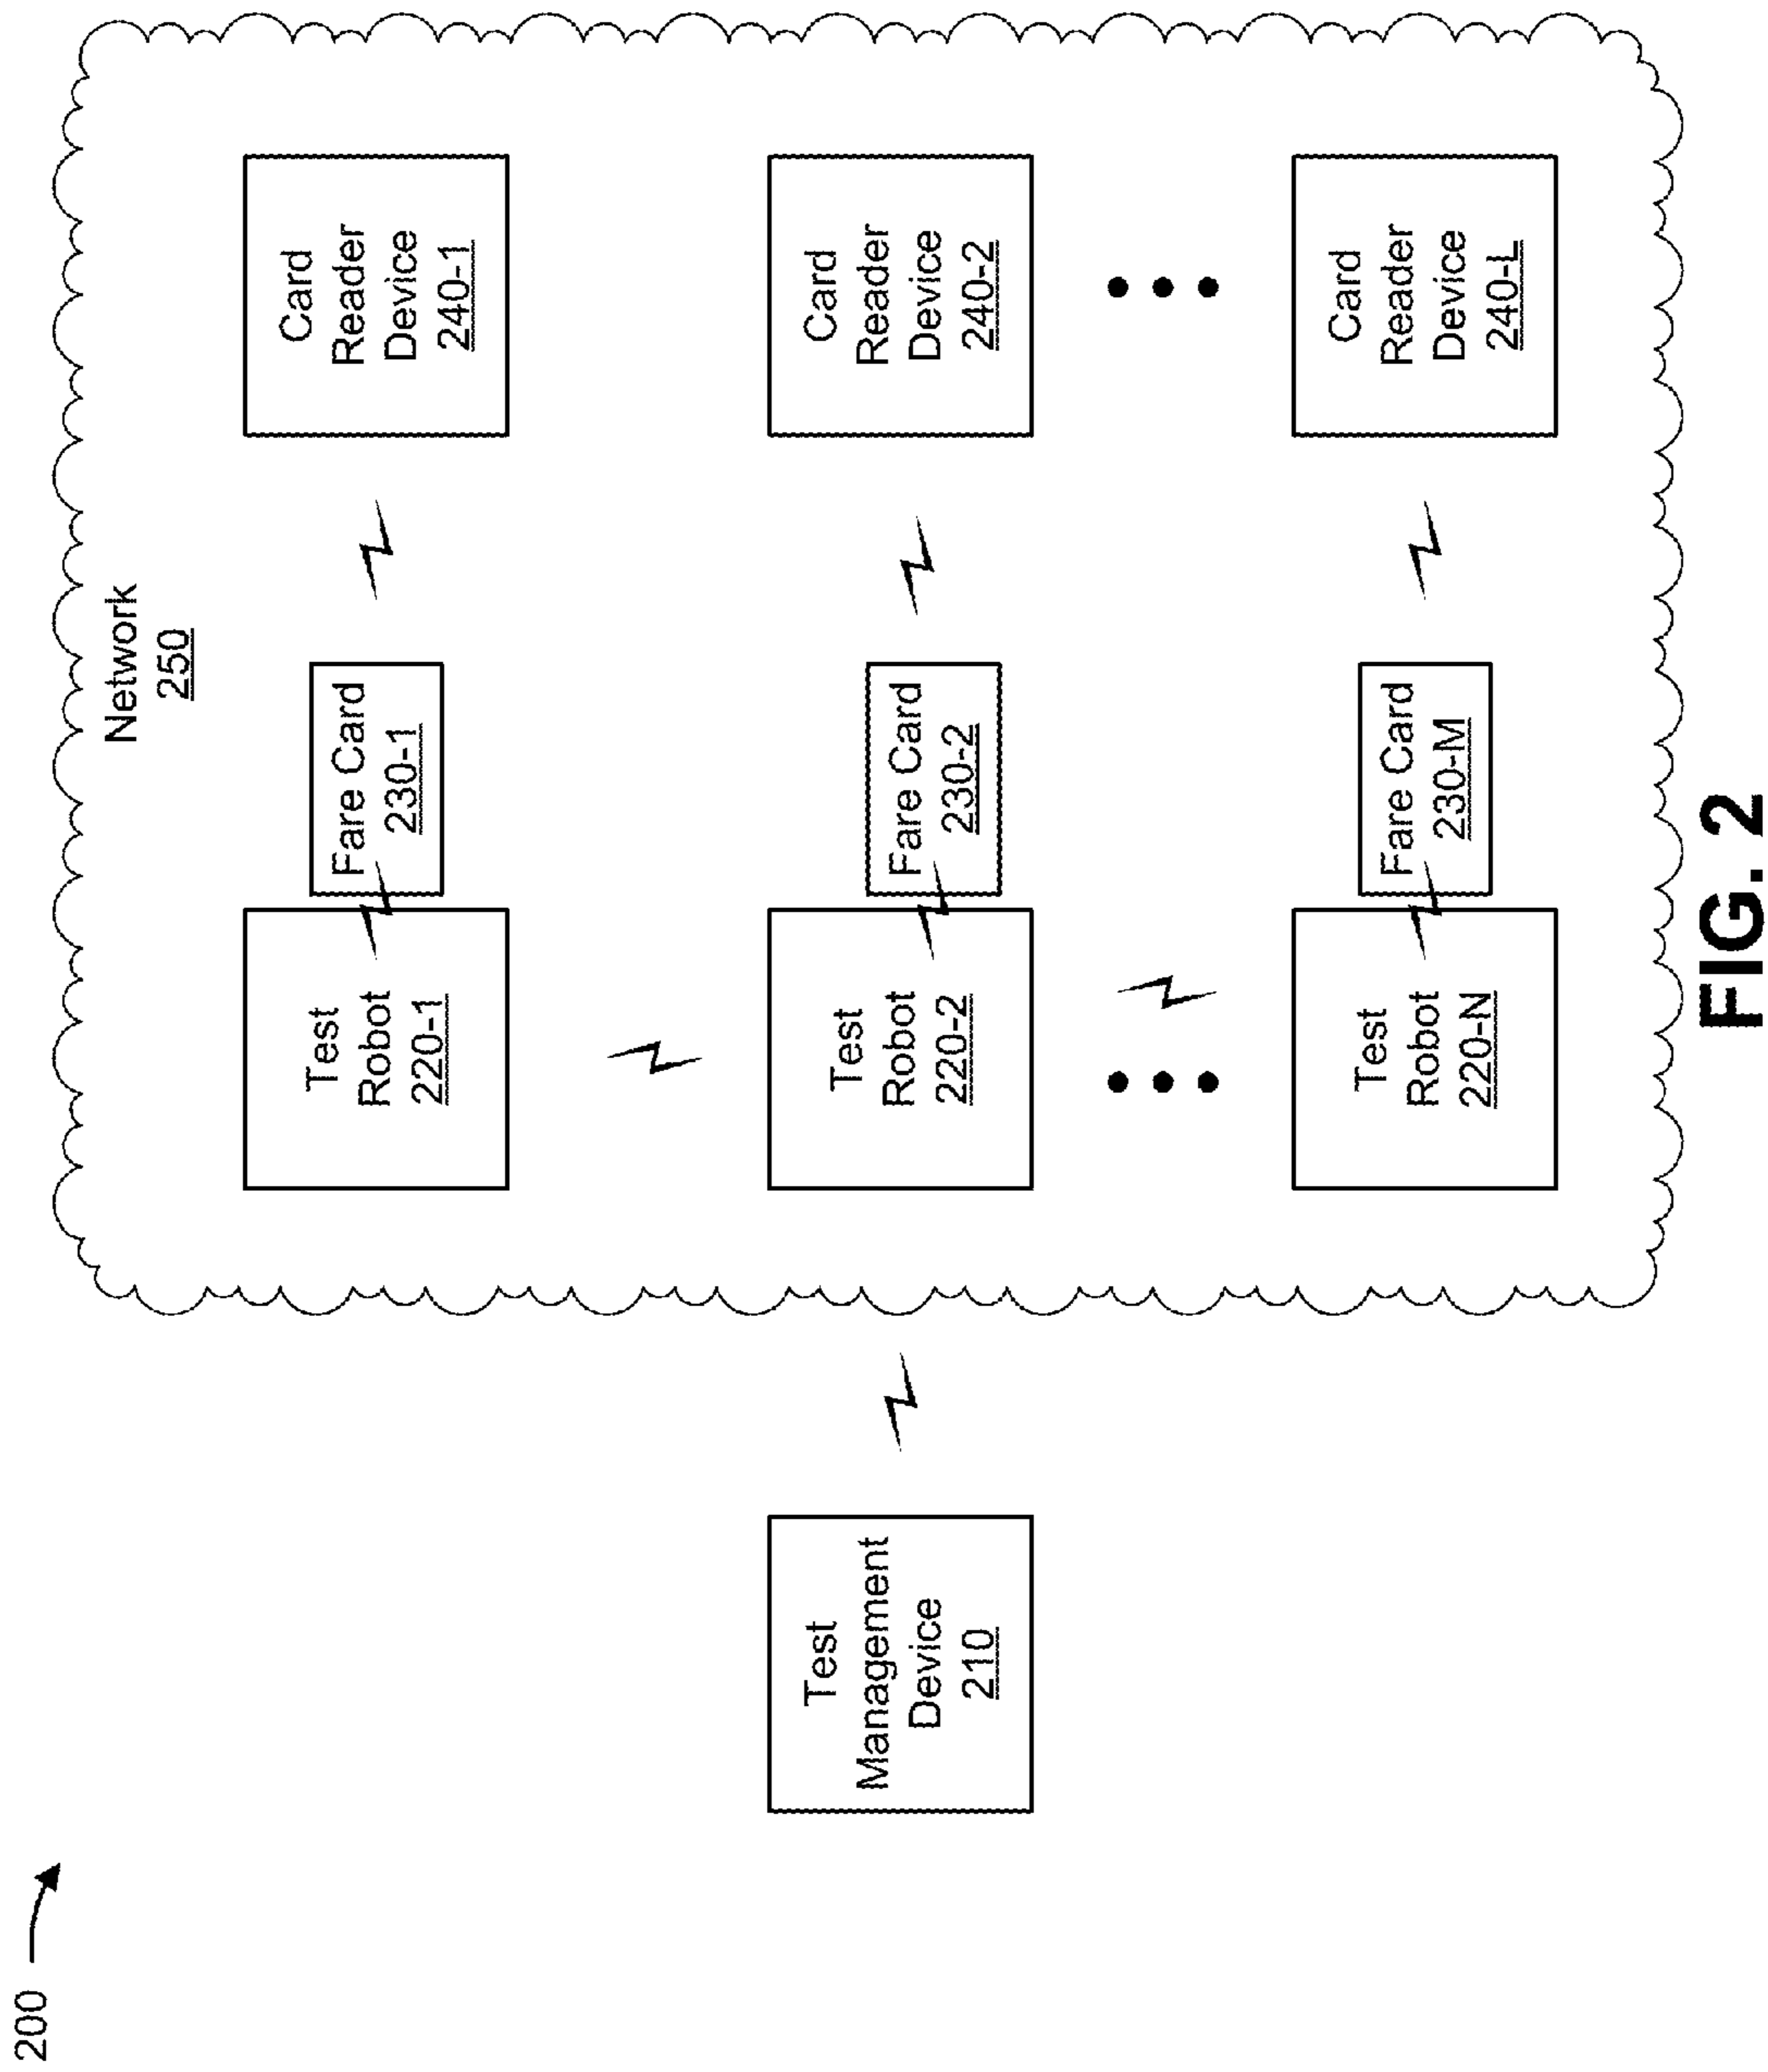 200
Network
250
Test
Management
Device
210
Test
Robot
220-1
Fare Card
230-1
Card
Reader
Device
240-1
Test
Robot
220-2
Fare Card
230-2
Card
Reader
Device
240-2
Test
Robot
220-N
Fare Card
230-M
Card
Reader
Device
240-L
FIG. 2